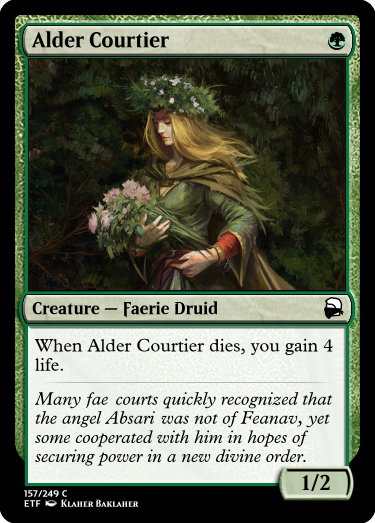 Alder Courtier
Creature — Faerie Druid
When Alder Courtier dies, you gain 4
life.
Many fae courts quickly recognized that
the angel Absari was not of Feanav, yet
some cooperated with him in hopes of
securing power in a new divine order.
1/2
157/249 C
ETF Klaher Baklaher